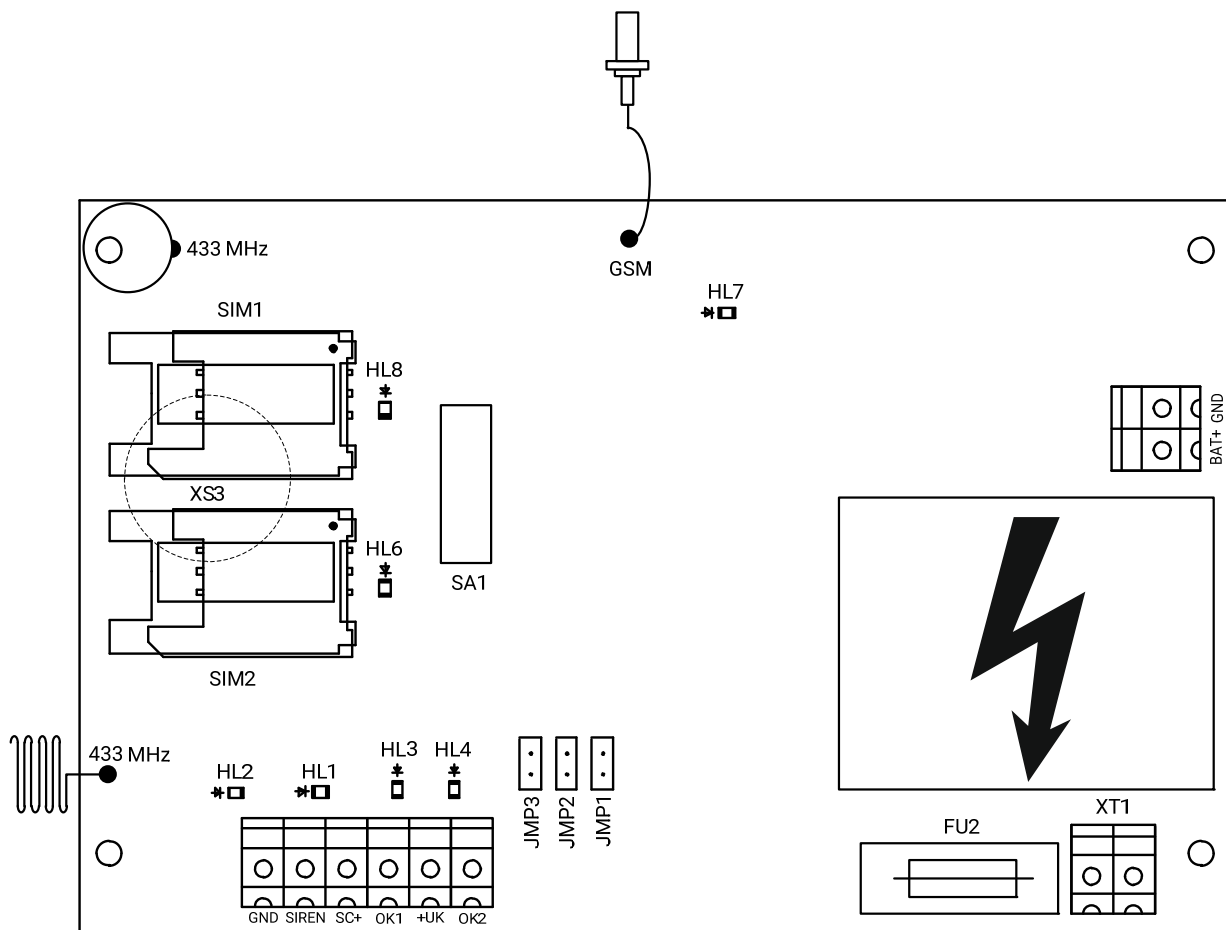 433 MHz
GSM
HL7
SIM1
HL8
BAT+ GND
XS3
HL6
SA1
SIM2
433 MHz
HL2
HL1
HL3
HL4
JMP3
JMP2
JMP1
FU2
XT1
GND SIREN SC+ OK1 +UK OK2